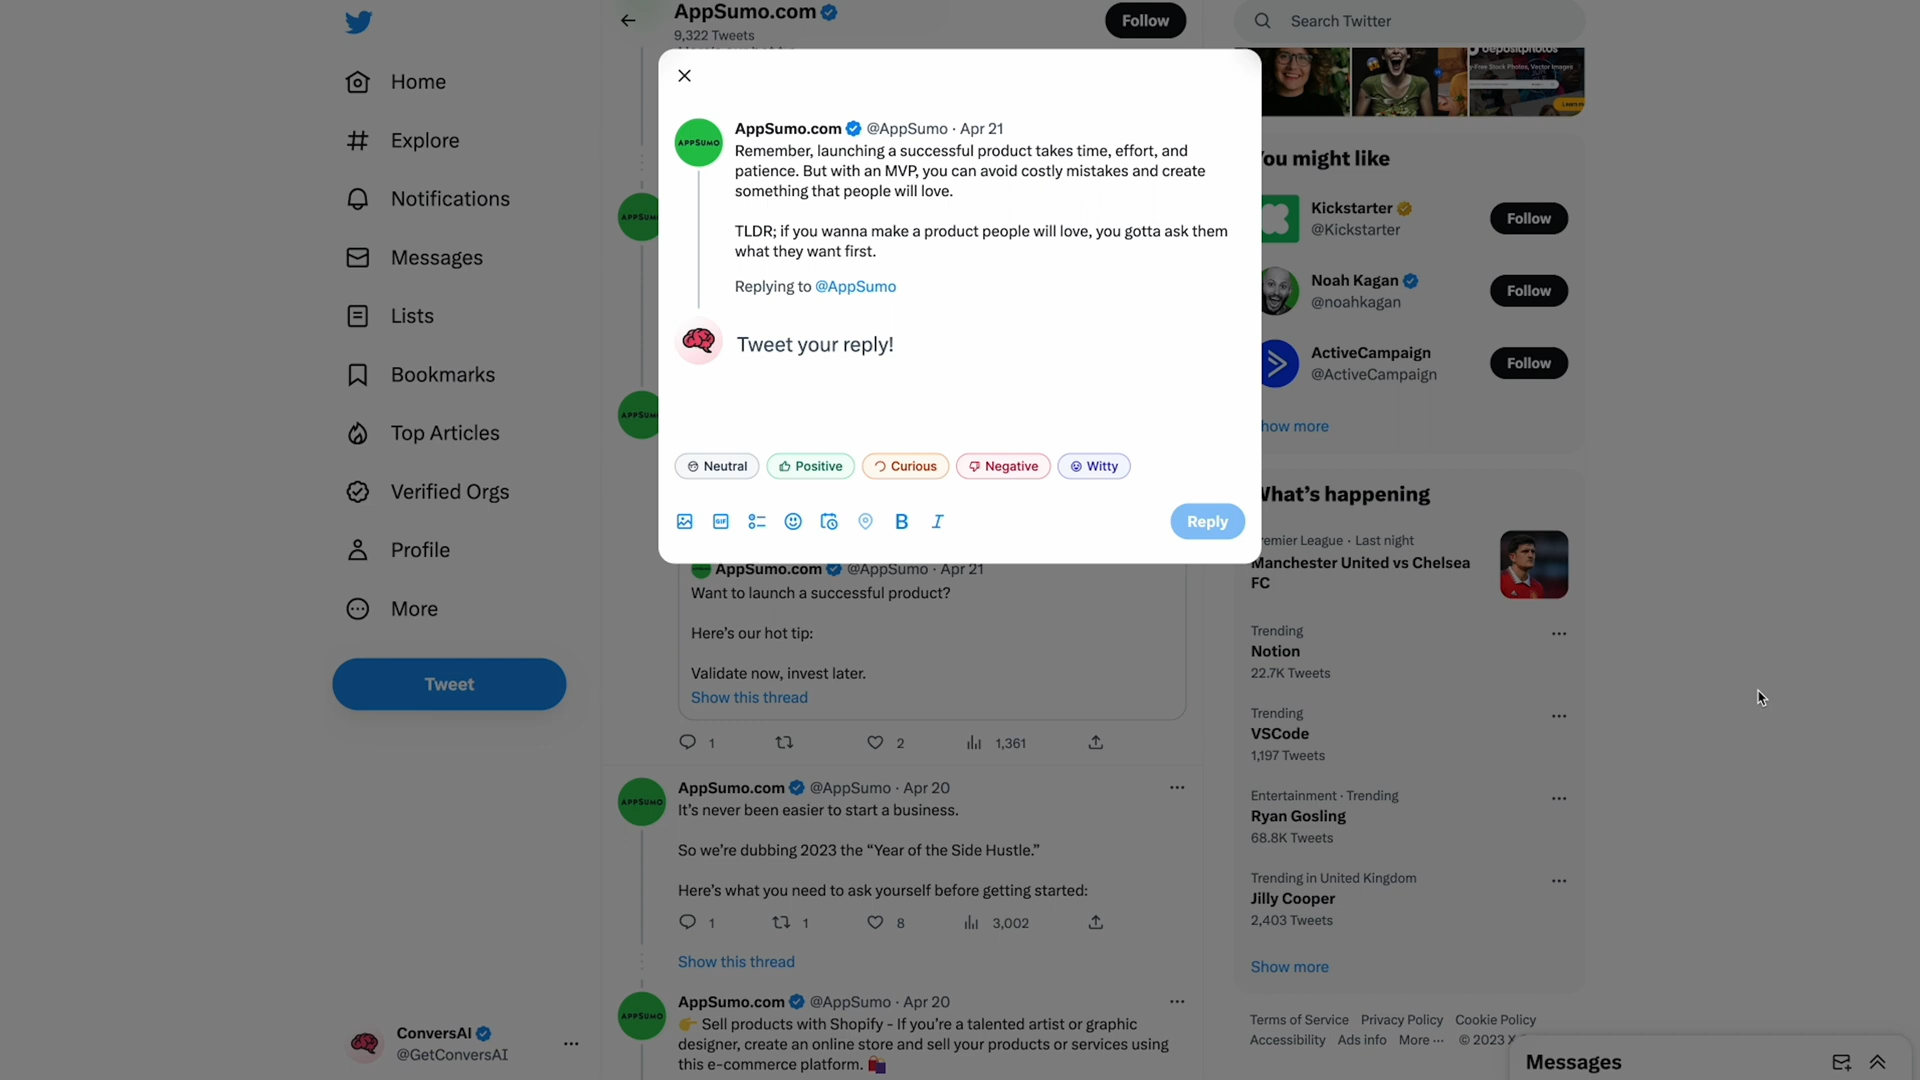 Home
Explore
Notifications
Messages
Lists
Bookmarks
Top Articles
Verified Orgs
Profile
More
Tweet
ConversAI
@GetConversAI
AppSumo.com
9,322 Tweets
Follow
AppSumo.com @AppSumo · Apr 21
Remember, launching a successful product takes time, effort, and
patience. But with an MVP, you can avoid costly mistakes and create
something that people will love.
TLDR; if you wanna make a product people will love, you gotta ask them
what they want first.
Replying to @AppSumo
APPSUMO
Tweet your reply!
Neutral
Positive
Curious
Negative
Witty
GIF
B
I
Reply
AppSumo.com @AppSumo · Apr 21
Want to launch a successful product?
Here's our hot tip:
Validate now, invest later.
Show this thread
1
2
1,361
APPSUMO
AppSumo.com @AppSumo · Apr 20
It's never been easier to start a business.
So we're dubbing 2023 the “Year of the Side Hustle.”
Here's what you need to ask yourself before getting started:
1
1
8
3,002
Show this thread
APPSUMO
AppSumo.com @AppSumo · Apr 20
👉 Sell products with Shopify - If you're a talented artist or graphic
designer, create an online store and sell your products or services using
this e-commerce platform. 🛍️
Search Twitter
depositphotos
You might like
Kickstarter
@Kickstarter
Follow
Noah Kagan
@noahkagan
Follow
ActiveCampaign
@ActiveCampaign
Follow
how more
What's happening
remier League · Last night
Manchester United vs Chelsea
FC
Trending
Notion
22.7K Tweets
Trending
VSCode
1,197 Tweets
Entertainment · Trending
Ryan Gosling
68.8K Tweets
Trending in United Kingdom
Jilly Cooper
2,403 Tweets
Show more
Terms of Service Privacy Policy Cookie Policy
Accessibility Ads info More ··· © 2023 X
Messages